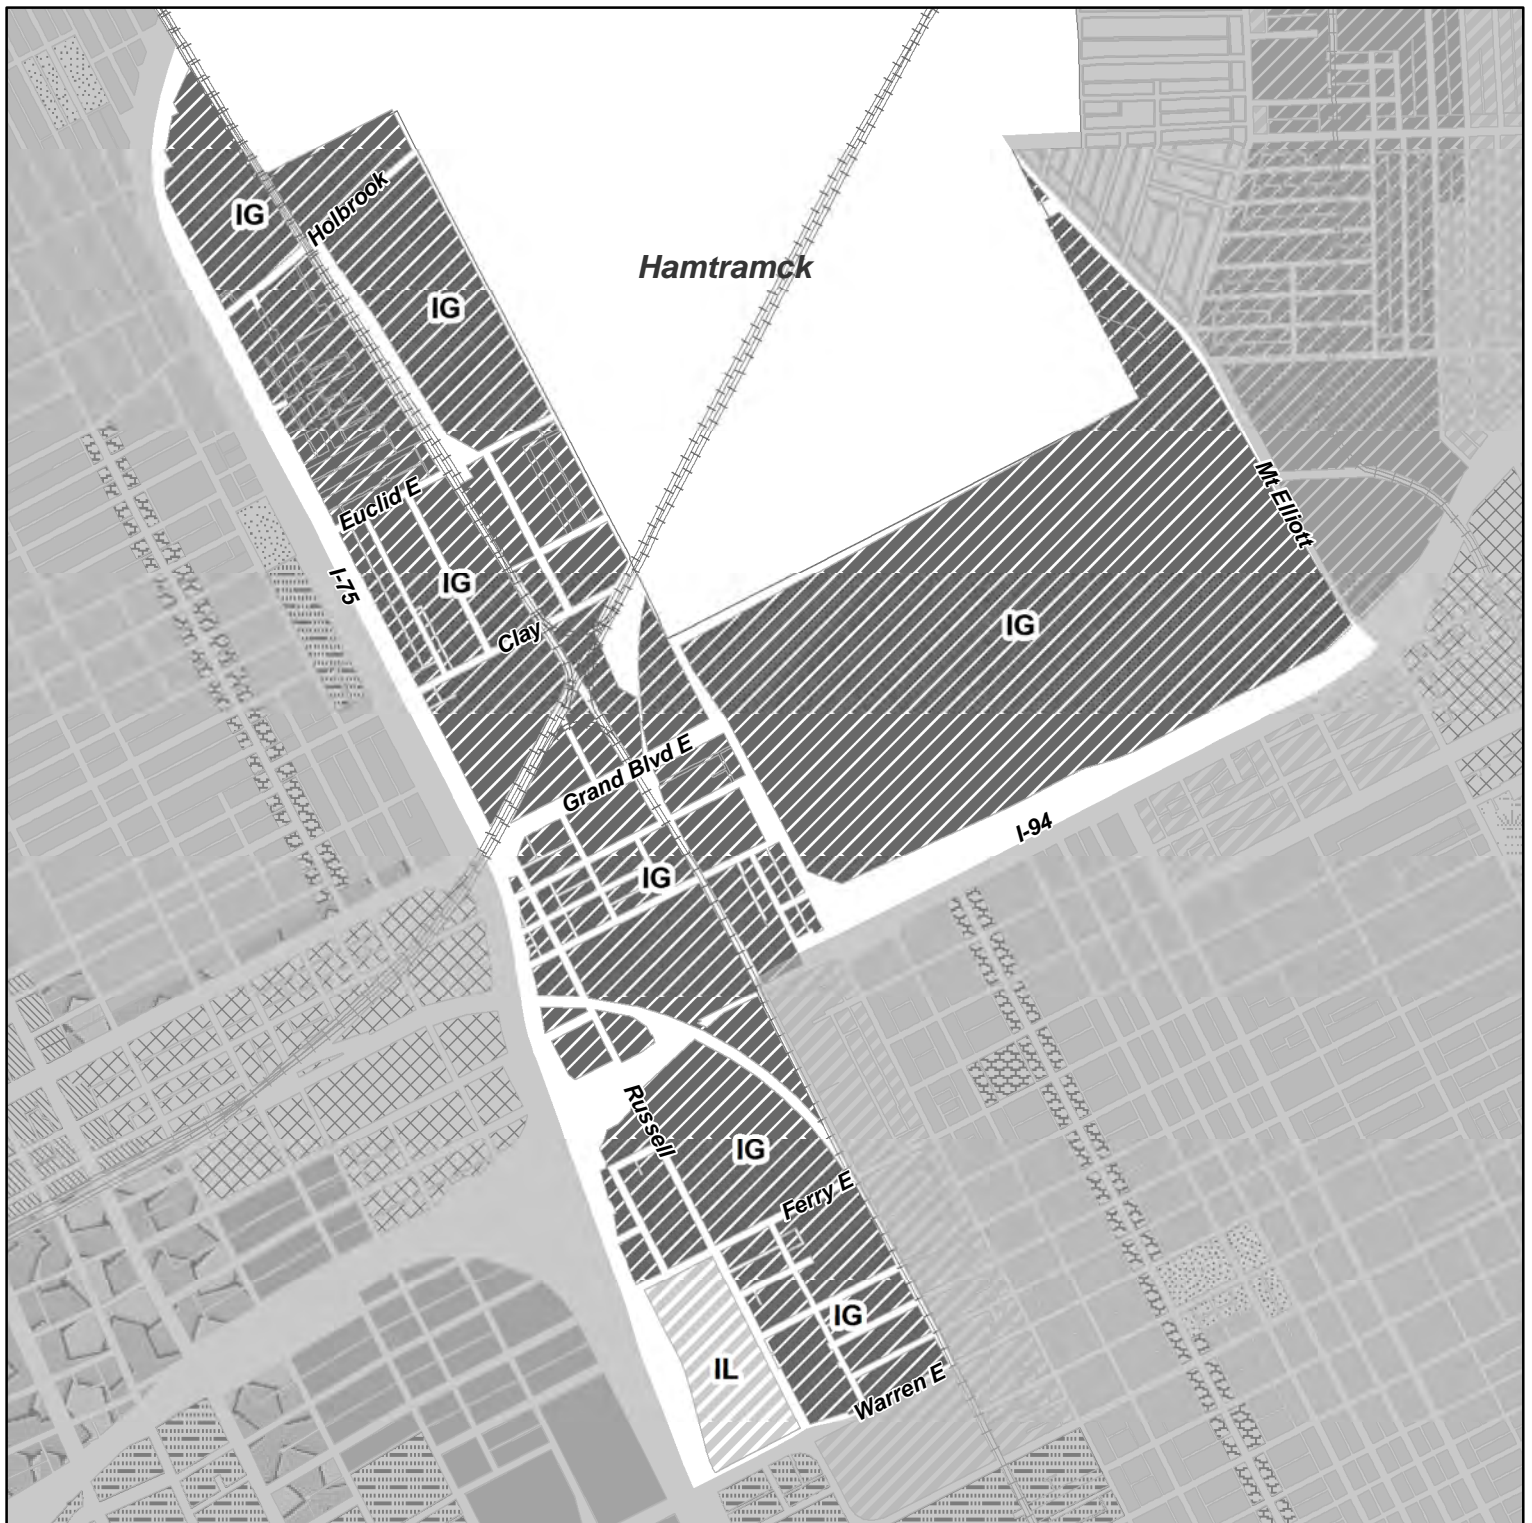 IG
Holbrook
Hamtramck
IG
Euclid E
Mt Elliott
I-75
IG
Clay
IG
Grand Blvd E
I-94
IG
Russell
IG
Ferry E
IG
IL
Warren E